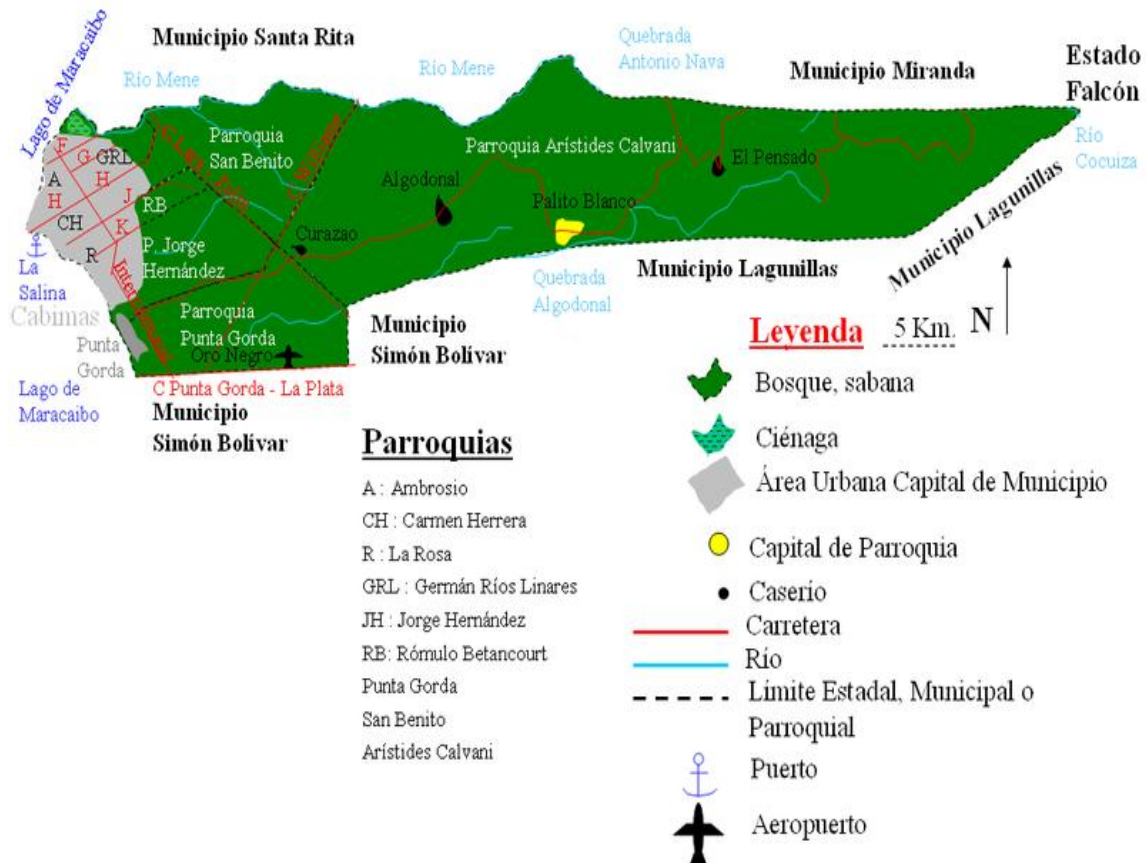 Municipio Santa Rita
Lago de Maracaibo
Río Mene
Río Mene
Quebrada
Antonio Nava
Municipio Miranda
Estado
Falcón
Río
Cocuiza
F
G
GRL
H
A
H
J
CH
K
R
RB
Parroquia
San Benito
P. Jorge
Hernández
Parroquia Arístides Calvani
El Pensado
Algodonal
Palito Blanco
Curazao
La
Salina
Cabimas
Punta
Gorda
Parroquia
Punta Gorda
Oro Negro
Quebrada
Algodonal
Municipio Lagunillas
Municipio Lagunillas
Municipio
Simón Bolívar
Lago de
Maracaibo
C Punta Gorda - La Plata
Municipio
Simón Bolívar
Parroquias
A : Ambrosio
CH : Carmen Herrera
R : La Rosa
GRL : Germán Ríos Linares
JH : Jorge Hernández
RB: Rómulo Betancourt
Punta Gorda
San Benito
Arístides Calvani
Leyenda
5 Km.
N
Bosque, sabana
Ciénaga
Área Urbana Capital de Municipio
Capital de Parroquia
Caserío
Carretera
Río
Límite Estadal, Municipal o
Parroquial
Puerto
Aeropuerto